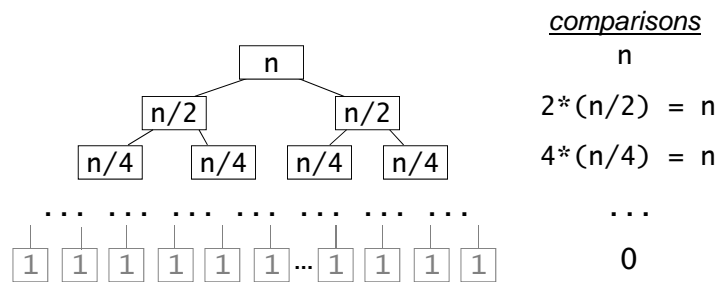 comparisons
n n
n/2 n/2 2*(n/2) = n
n/4 n/4 n/4 n/4 4*(n/4) = n
... ... ... ... ... ... ... ...
1 1 1 1 1 1 ... 1 1 1 1 0